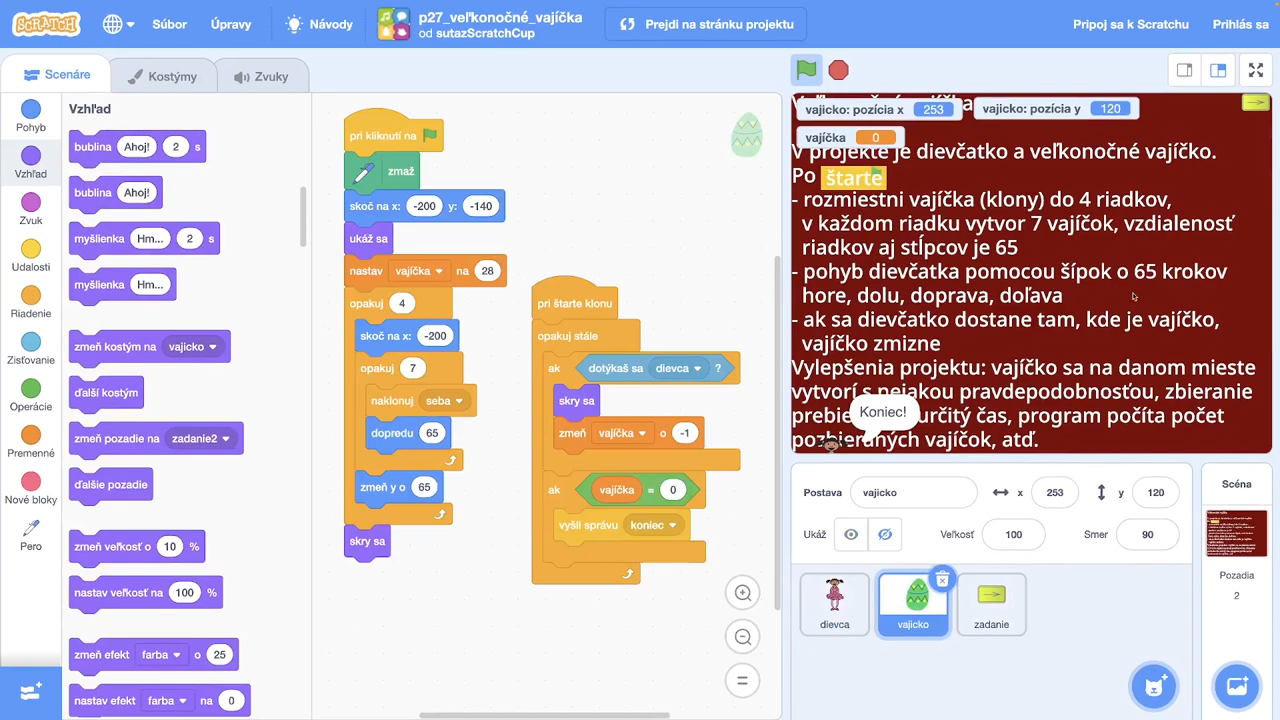 SCRATCH
Súbor
Úpravy
Návody
p27_veľkonočné_vajíčka
od sutazScratchCup
Prejdi na stránku projektu
Pripoj sa k Scratchu
Prihlás sa
Scenáre
Kostýmy
Zvuky
Pohyb
Vzhľad
Zvuk
Udalosti
Riadenie
Zisťovanie
Operácie
Premenné
Nové bloky
Pero
Vzhľad
bublina Ahoj! 2 s
bublina Ahoj!
myšlienka Hm... 2 s
myšlienka Hm...
zmeň kostým na vajicko
ďalší kostým
zmeň pozadie na zadanie2
ďalšie pozadie
zmeň veľkosť o 10 %
nastav veľkosť na 100 %
zmeň efekt farba o 25
nastav efekt farba na 0
pri kliknutí na
zmaž
skoč na x: -200 y: -140
ukáž sa
nastav vajíčka na 28
opakuj 4
skoč na x: -200
opakuj 7
naklonuj seba
dopredu 65
zmeň y o 65
skry sa
pri štarte klonu
opakuj stále
ak dotýkaš sa dievca ?
skry sa
zmeň vajíčka o -1
ak vajíčka = 0
vyšli správu koniec
vajicko: pozícia x 253
vajicko: pozícia y 120
vajíčka 0
V projekte je dievčatko a veľkonočné vajíčko.
Po štarte
- rozmiestni vajíčka (klony) do 4 riadkov,
v každom riadku vytvor 7 vajíčok, vzdialenosť
riadkov aj stĺpcov je 65
- pohyb dievčatka pomocou šípok o 65 krokov
hore, dolu, doprava, doľava
- ak sa dievčatko dostane tam, kde je vajíčko,
vajíčko zmizne
Vylepšenia projektu: vajíčko sa na danom mieste
vytvorí s nejakou pravdepodobnosťou, zbieranie
určitý čas, program počíta počet
vajíčok, atď.
Koniec!
Postava vajicko x 253 y 120
Ukáž Veľkosť 100 Smer 90
dievca
vajicko
zadanie
Scéna
Pozadia
2